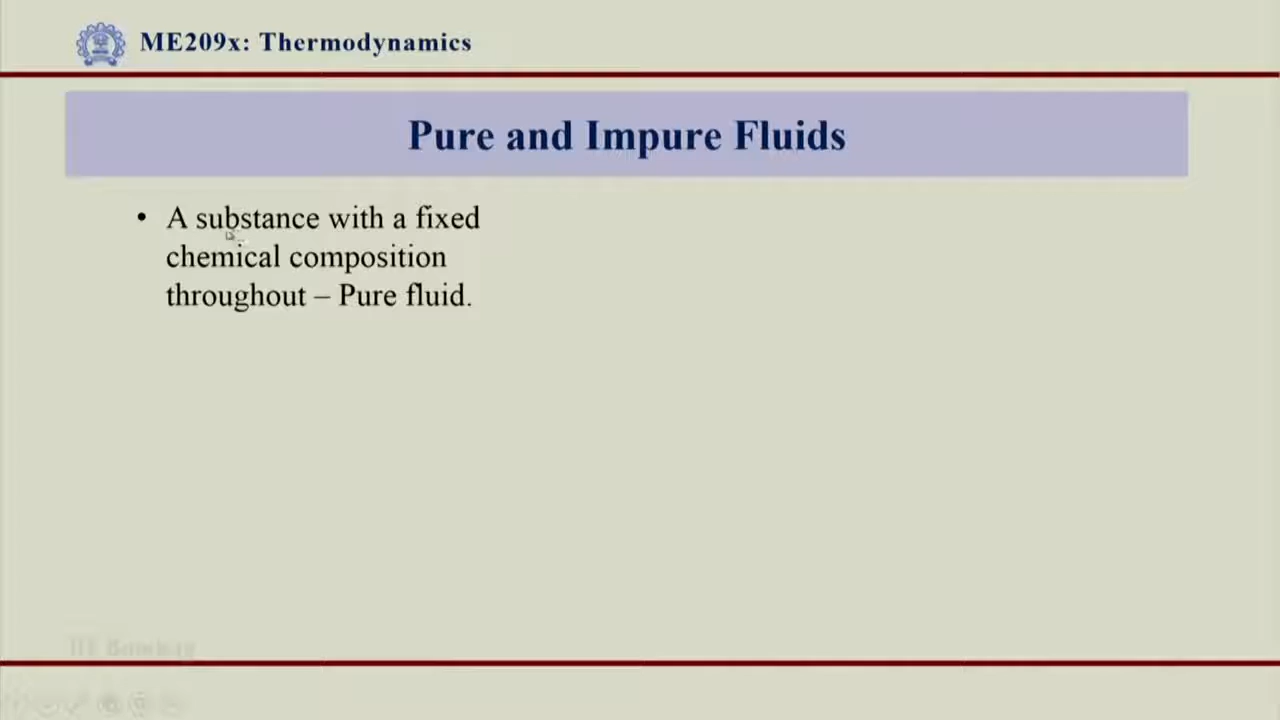 ME209x: Thermodynamics
Pure and Impure Fluids
• A substance with a fixed
chemical composition
throughout – Pure fluid.